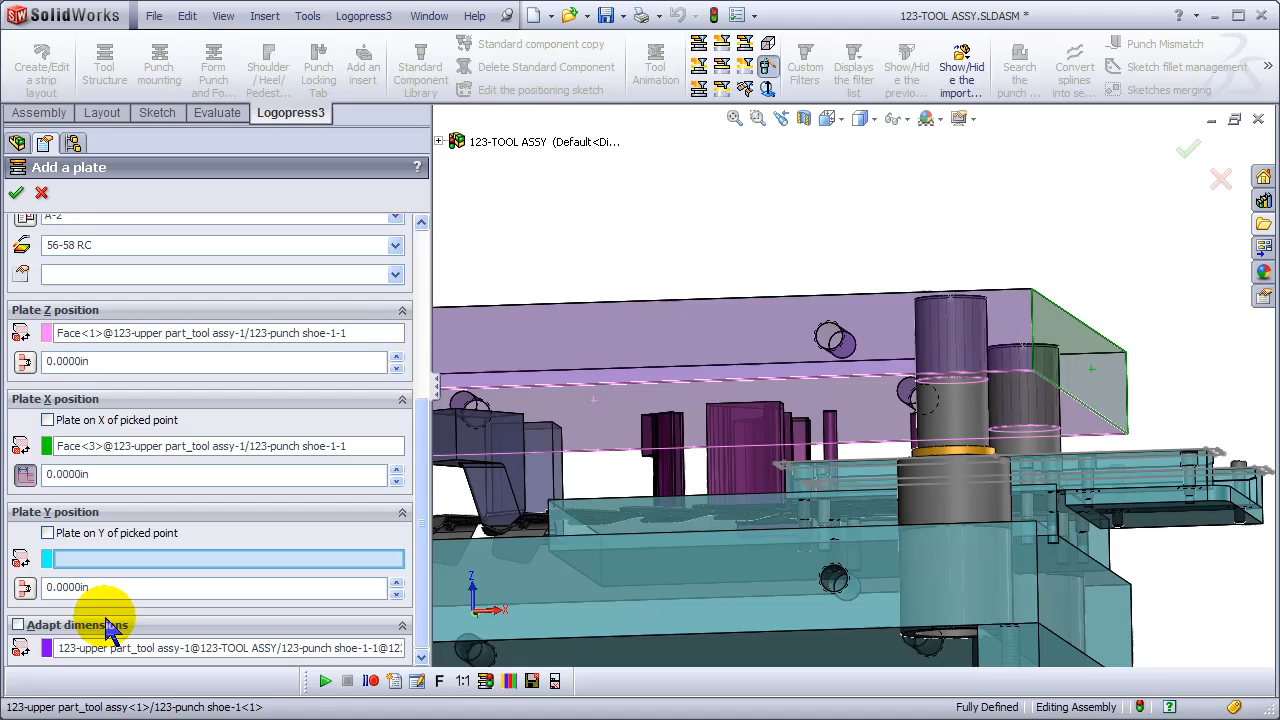 SolidWorks File Edit View Insert Tools Logopress3 Window Help 123-TOOL ASSY.SLDASM *
Create/Edit a strip layout
Tool Structure
Punch mounting
Form Punch
Shoulder/ Heel/ Pedestal...
Punch Locking
Add an insert
Standard Component Library
Standard component copy
Delete Standard Component
Edit the positioning sketch
Tool Animation
Custom Filters
Displays the filter list
Show/Hid e the previo...
Show/Hid e the import...
Search the punch ...
Convert splines into se...
Punch Mismatch
Sketch fillet management
Sketches merging
Assembly Layout Sketch Evaluate Logopress3
123-TOOL ASSY (Default<Di...
Add a plate ?
A-2
56-58 RC
Plate Z position
Face<1>@123-upper part_tool assy-1/123-punch shoe-1-1
0.0000in
Plate X position
Plate on Y of picked point
Face<3>@123-upper part_tool assy-1/123-punch shoe-1-1
0.0000in
Plate Y position
Plate on Y of picked point
0.0000in
Adapt dimensions
123-upper part_tool assy-1@123-TOOL ASSY/123-punch shoe-1-1@12
Z
X
F 1:1
123-upper part_tool assy<1>/123-punch shoe-1<1> Fully Defined Editing Assembly